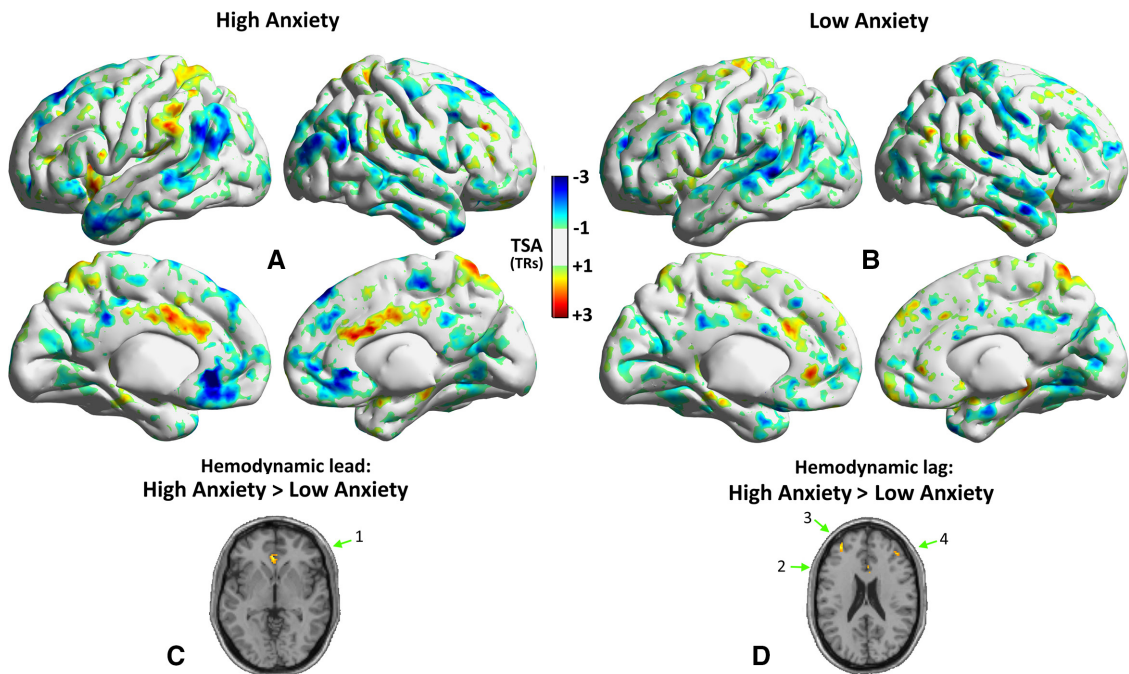 High Anxiety
Low Anxiety
-3
-1
TSA
(TRs)
+1
+3
A
B
Hemodynamic lead:
High Anxiety > Low Anxiety
Hemodynamic lag:
High Anxiety > Low Anxiety
1
3
4
2
C
D